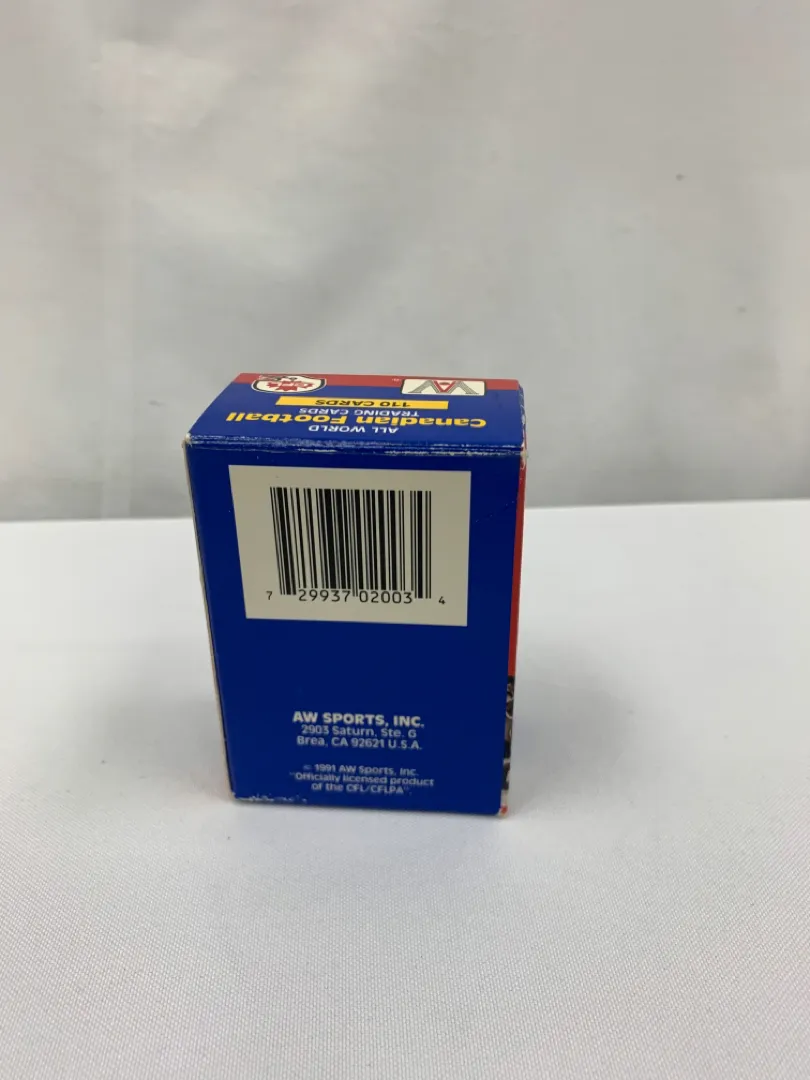 ALL WORLD
Canadian Football
TRADING CARDS
110 CARDS
7 29937 02003 4
AW SPORTS, INC.
2903 Saturn, Ste. G
Brea, CA 92621 U.S.A.
© 1991 AW Sports, Inc.
"Officially licensed product
of the CFL/CFLPA".